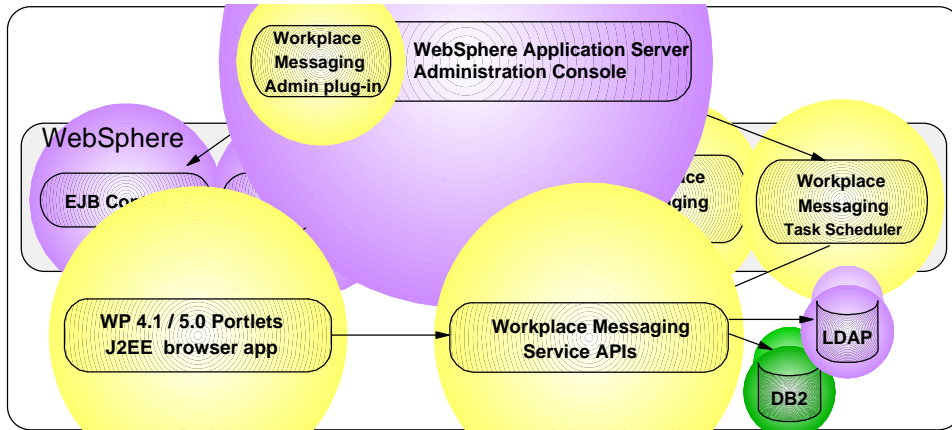 Workplace
Messaging
Admin plug-in
WebSphere Application Server
Administration Console
WebSphere
EJB
Workplace
Messaging
Task Scheduler
WP 4.1 / 5.0 Portlets
J2EE browser app
Workplace Messaging
Service APIs
LDAP
DB2